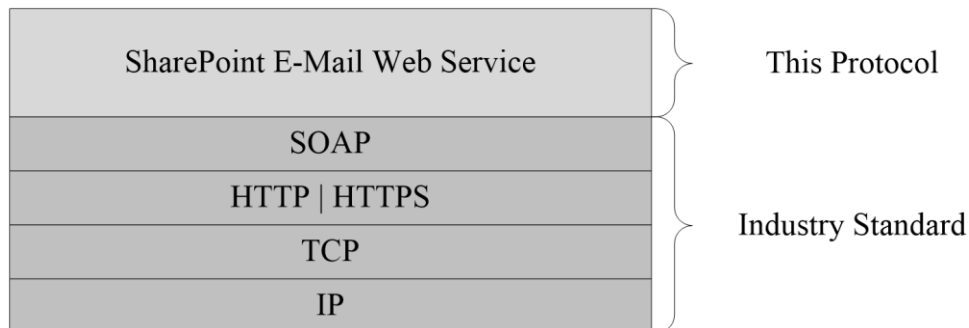 SharePoint E-Mail Web Service
This Protocol
SOAP
HTTP | HTTPS
TCP
IP
Industry Standard